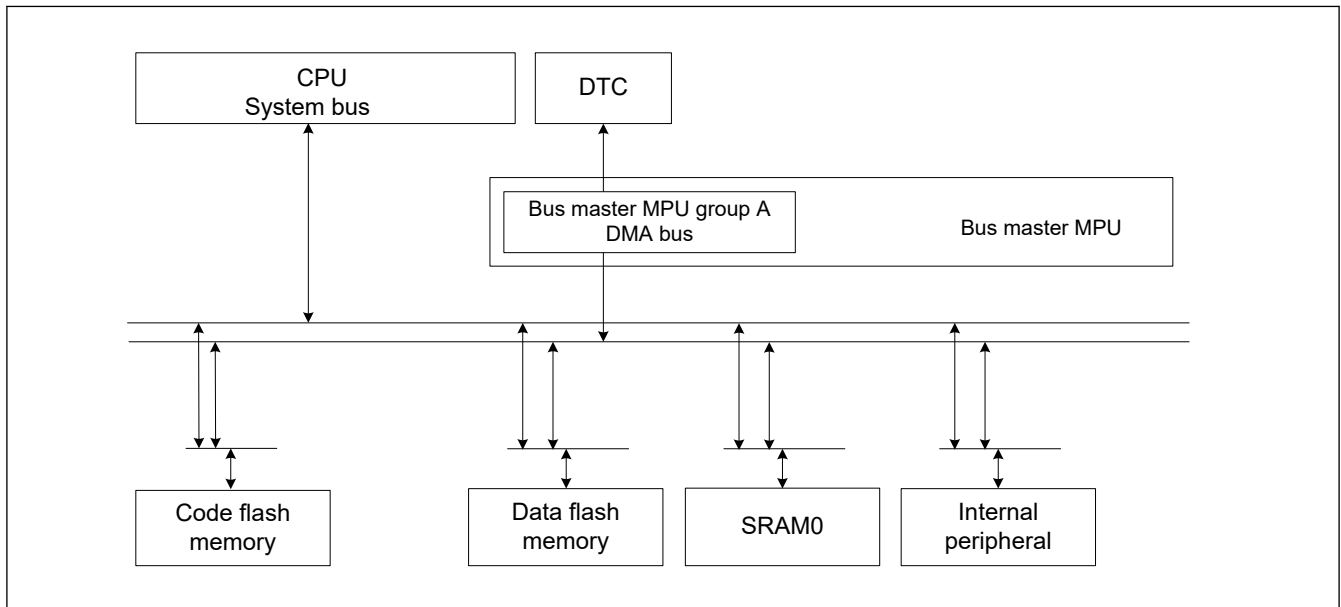 CPU
System bus
DTC
Bus master MPU group A
DMA bus
Bus master MPU
Code flash
memory
Data flash
memory
SRAM0
Internal
peripheral